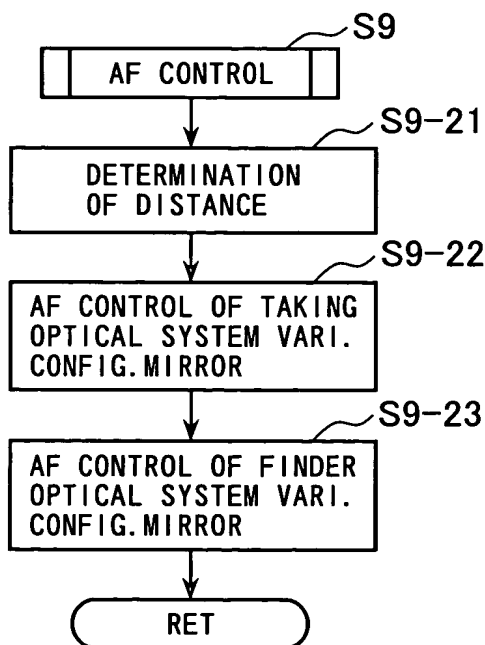 S9
AF CONTROL
S9-21
DETERMINATION
OF DISTANCE
S9-22
AF CONTROL OF TAKING
OPTICAL SYSTEM VARI.
CONFIG.MIRROR
S9-23
AF CONTROL OF FINDER
OPTICAL SYSTEM VARI.
CONFIG.MIRROR
RET